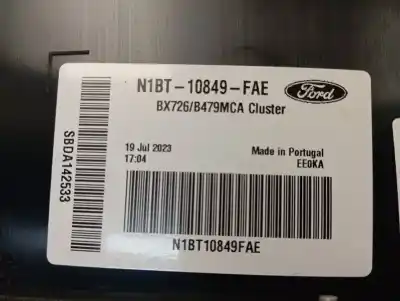 N1BT-10849-FAE
Ford
BX726/B479MCA Cluster
SBDA142533
19 Jul 2023
17:04
Made in Portugal
EE0KA
N1BT10849FAE